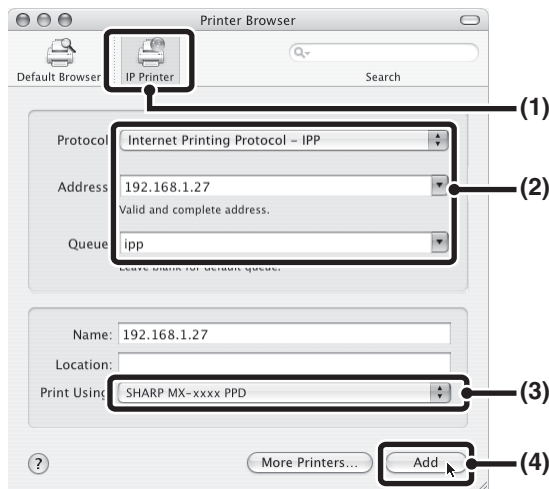 Printer Browser
Default Browser IP Printer Search
(1)
Protocol Internet Printing Protocol – IPP
Address 192.168.1.27 (2)
Valid and complete address.
Queue ipp
Leave blank for default queue.
Name: 192.168.1.27
Location:
Print Using SHARP MX-xxxx PPD (3)
? More Printers... Add (4)